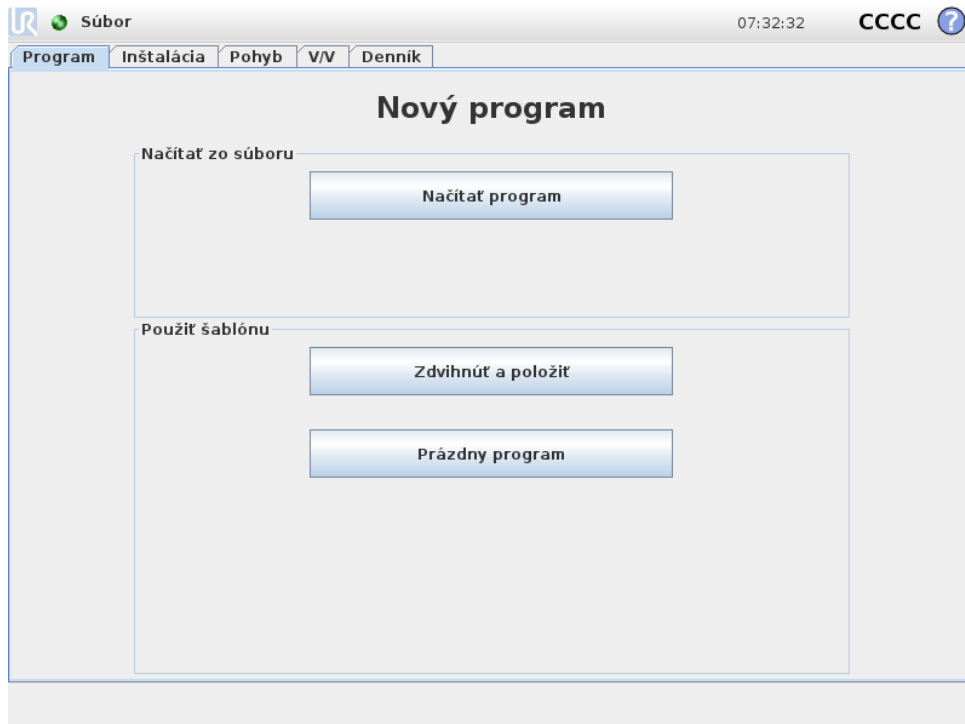 UR Súbor 07:32:32 CCCC ?
Program Inštalácia Pohyb V/V Denník
Nový program
Načítať zo súboru
Načítať program
Použiť šablónu
Zdvihnúť a položiť
Prázdny program